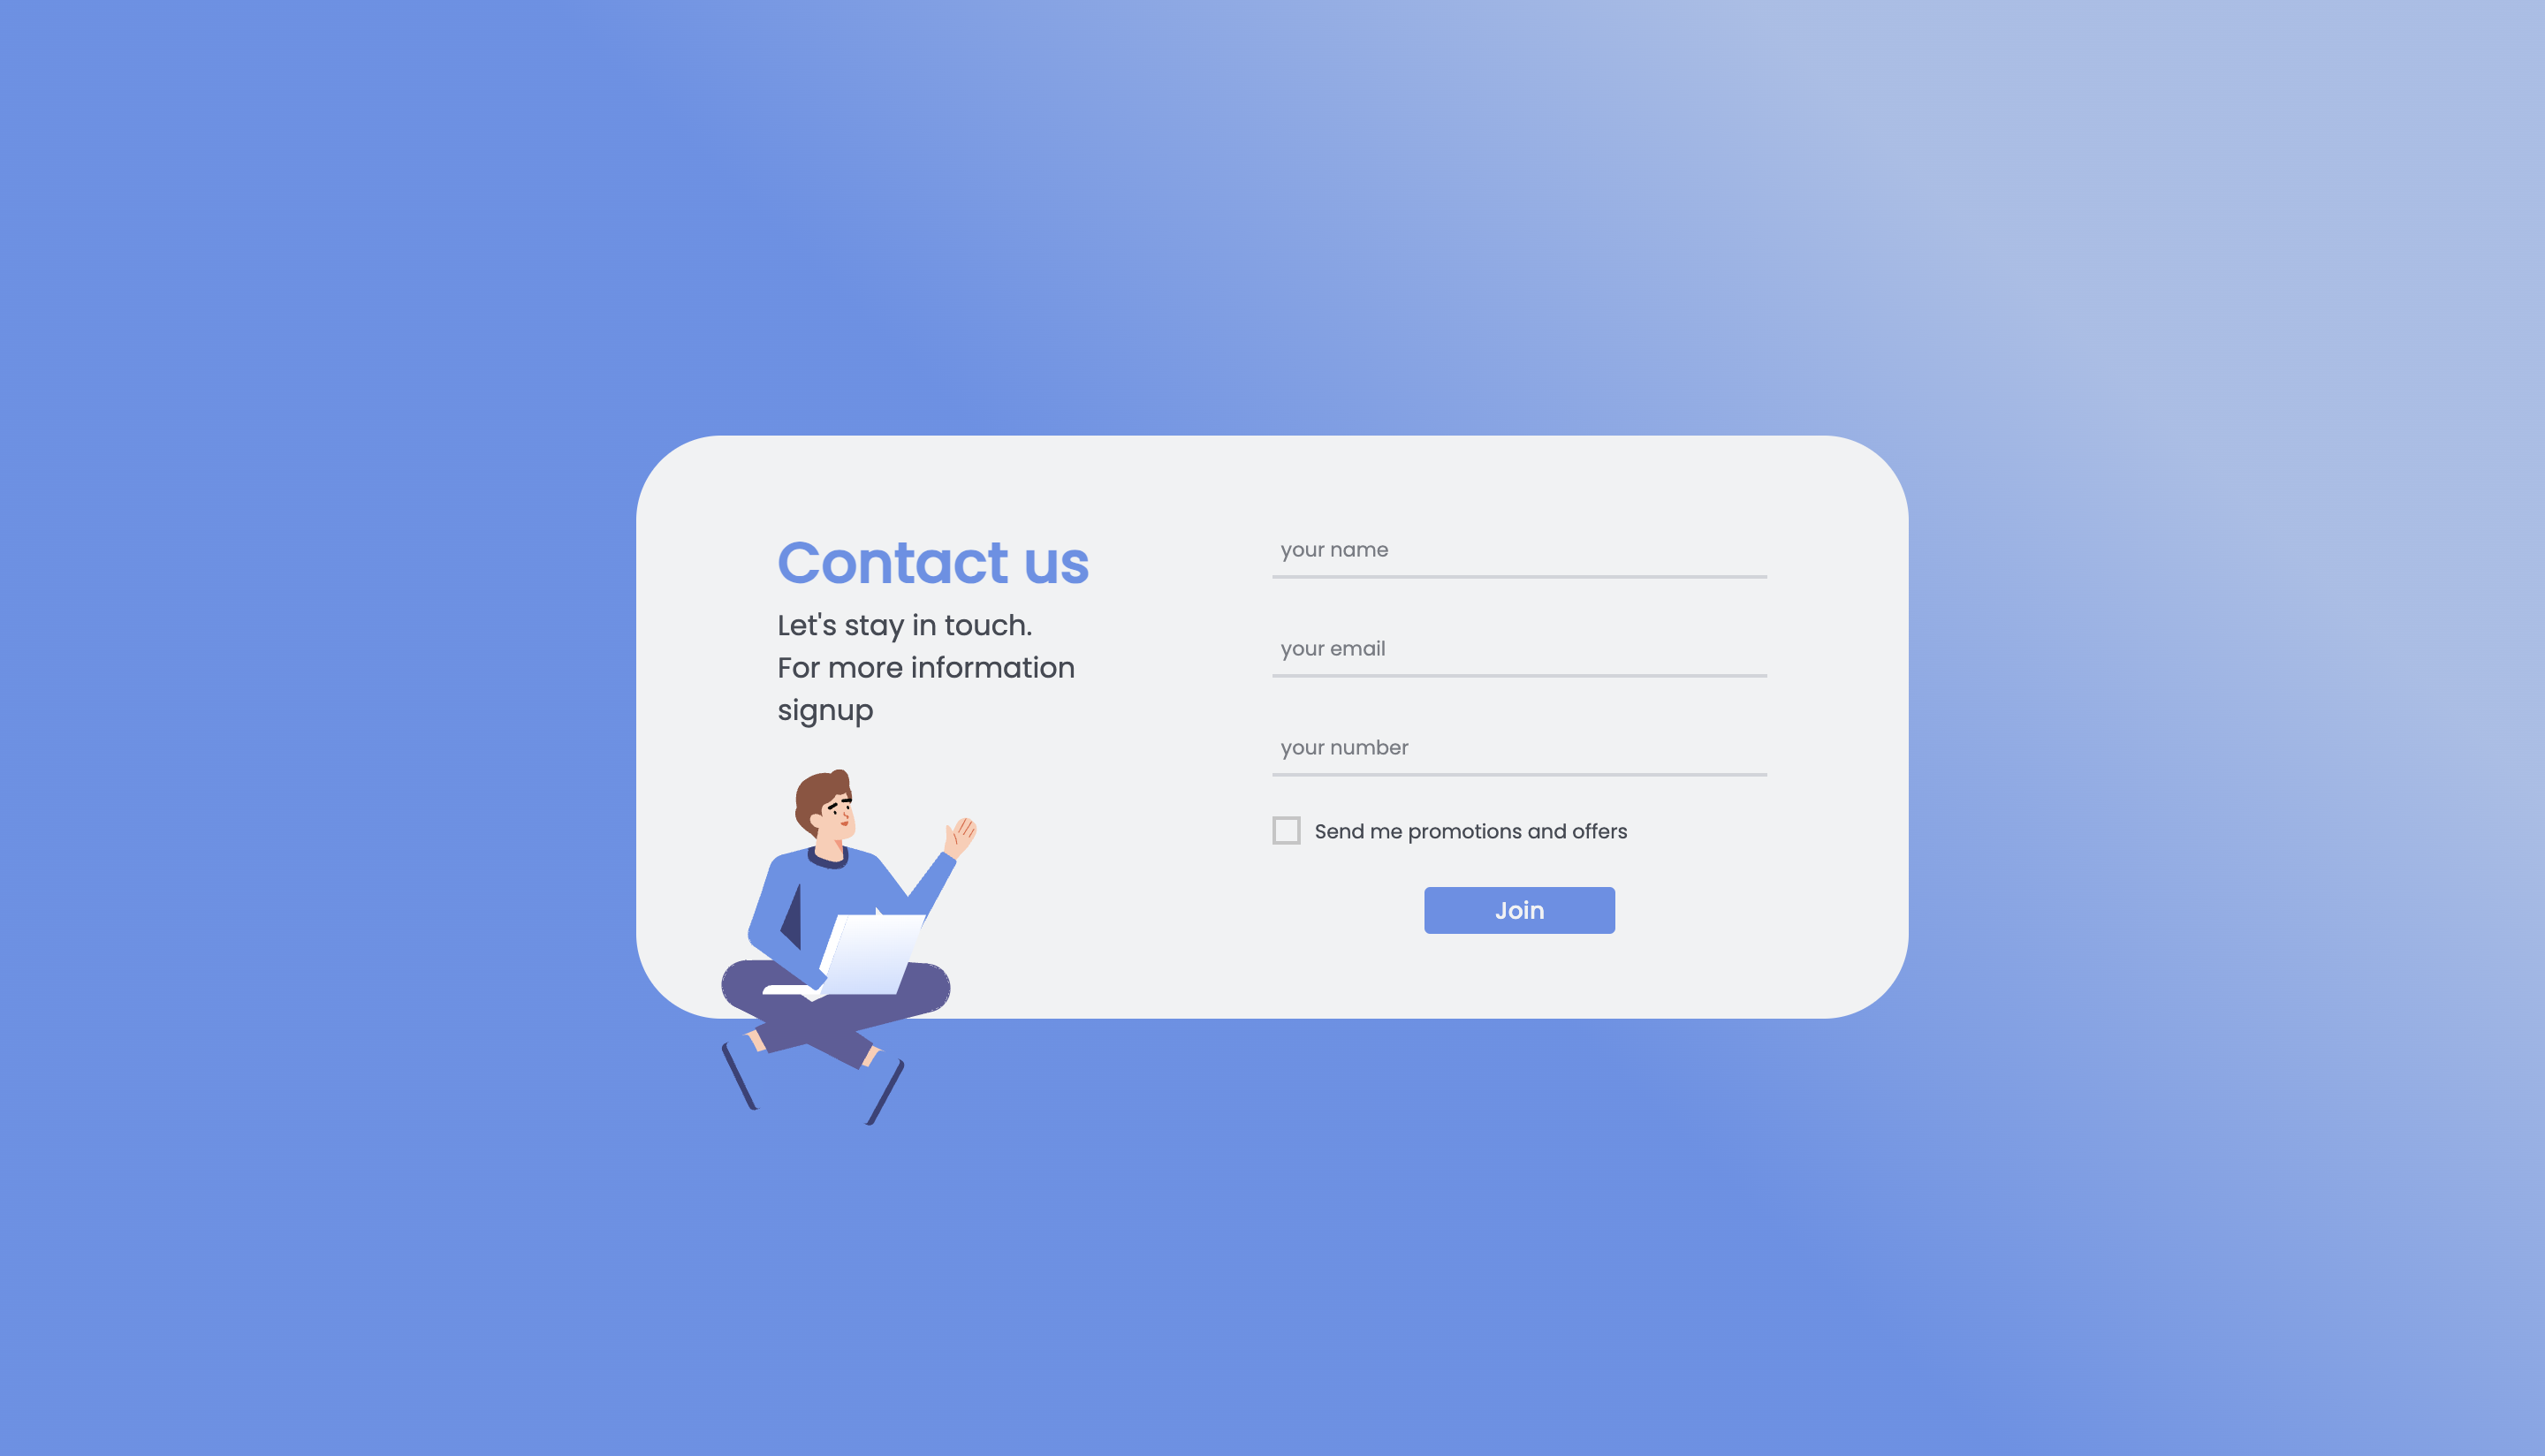 Contact us
Let's stay in touch.
For more information
signup
your name
your email
your number
Send me promotions and offers
Join